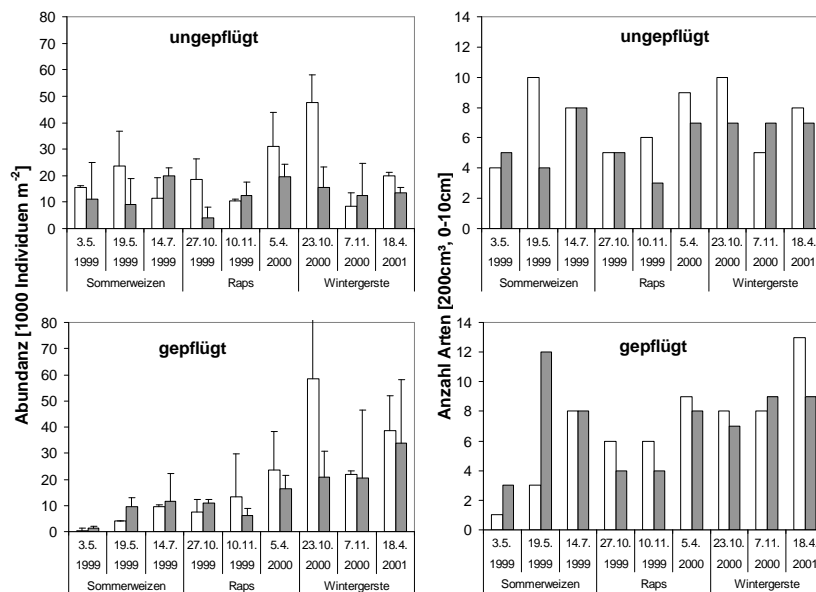 Abundanz [1000 Individuen m-2]
80
70
60
50
40
30
20
10
0
ungepflügt
3.5. 19.5. 14.7. 27.10. 10.11. 5.4. 23.10. 7.11. 18.4.
1999 1999 1999 1999 1999 2000 2000 2000 2001
Sommerweizen Raps Wintergerste
80
70
60
50
40
30
20
10
0
gepflügt
3.5. 19.5. 14.7. 27.10. 10.11. 5.4. 23.10. 7.11. 18.4.
1999 1999 1999 1999 1999 2000 2000 2000 2001
Sommerweizen Raps Wintergerste
Anzahl Arten [200cm³, 0-10cm]
14
12
10
8
6
4
2
0
ungepflügt
3.5. 19.5. 14.7. 27.10. 10.11. 5.4. 23.10. 7.11. 18.4.
1999 1999 1999 1999 1999 2000 2000 2000 2001
Sommerweizen Raps Wintergerste
14
12
10
8
6
4
2
0
gepflügt
3.5. 19.5. 14.7. 27.10. 10.11. 5.4. 23.10. 7.11. 18.4.
1999 1999 1999 1999 1999 2000 2000 2000 2001
Sommerweizen Raps Wintergerste